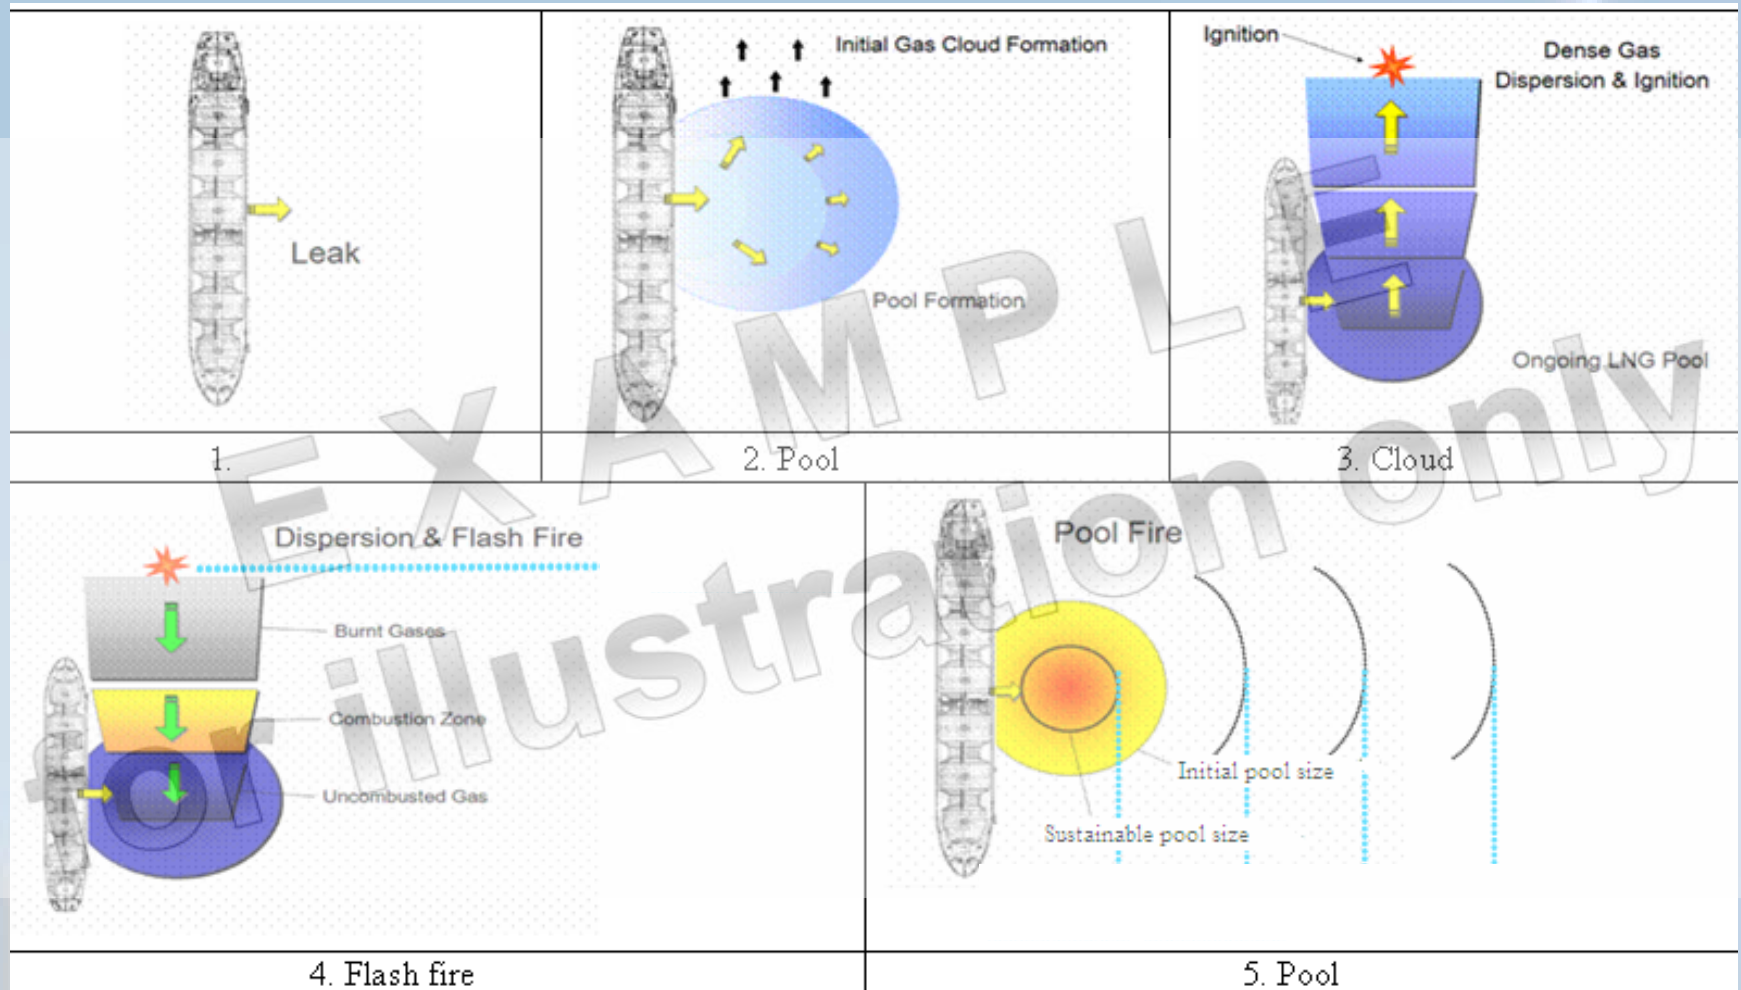 Leak
1.
Initial Gas Cloud Formation
Pool Formation
2. Pool
Ignition
Dense Gas
Dispersion & Ignition
Ongoing LNG Pool
3. Cloud
Dispersion & Flash Fire
Burnt Gases
Combustion Zone
Uncombusted Gas
4. Flash fire
Pool Fire
Initial pool size
Sustainable pool size
5. Pool
EXAMPLE
for illustration only